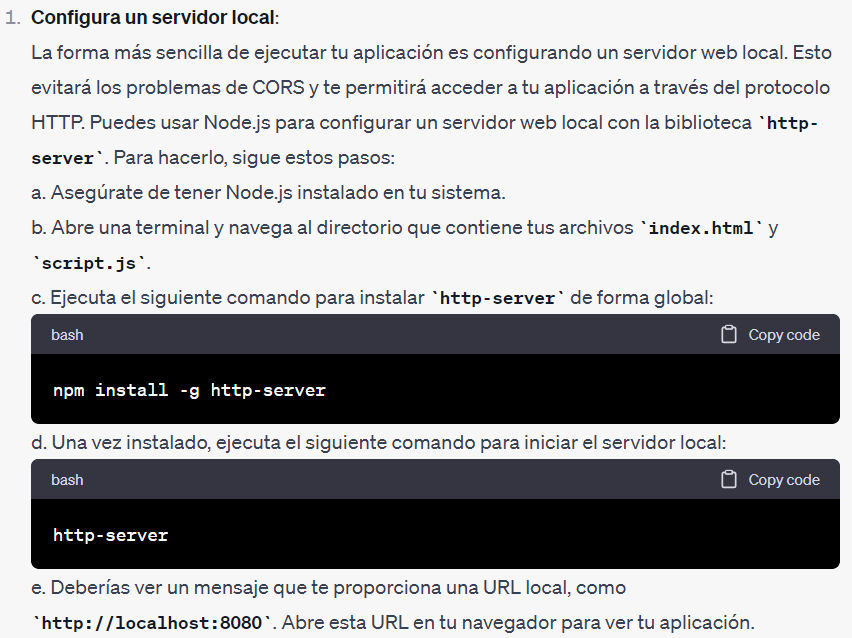 1. Configura un servidor local:
La forma más sencilla de ejecutar tu aplicación es configurando un servidor web local. Esto
evitará los problemas de CORS y te permitirá acceder a tu aplicación a través del protocolo
HTTP. Puedes usar Node.js para configurar un servidor web local con la biblioteca `http-
server`. Para hacerlo, sigue estos pasos:
a. Asegúrate de tener Node.js instalado en tu sistema.
b. Abre una terminal y navega al directorio que contiene tus archivos `index.html` y
`script.js`.
c. Ejecuta el siguiente comando para instalar `http-server` de forma global:
bash Copy code
npm install -g http-server
d. Una vez instalado, ejecuta el siguiente comando para iniciar el servidor local:
bash Copy code
http-server
e. Deberías ver un mensaje que te proporciona una URL local, como
`http://localhost:8080`. Abre esta URL en tu navegador para ver tu aplicación.